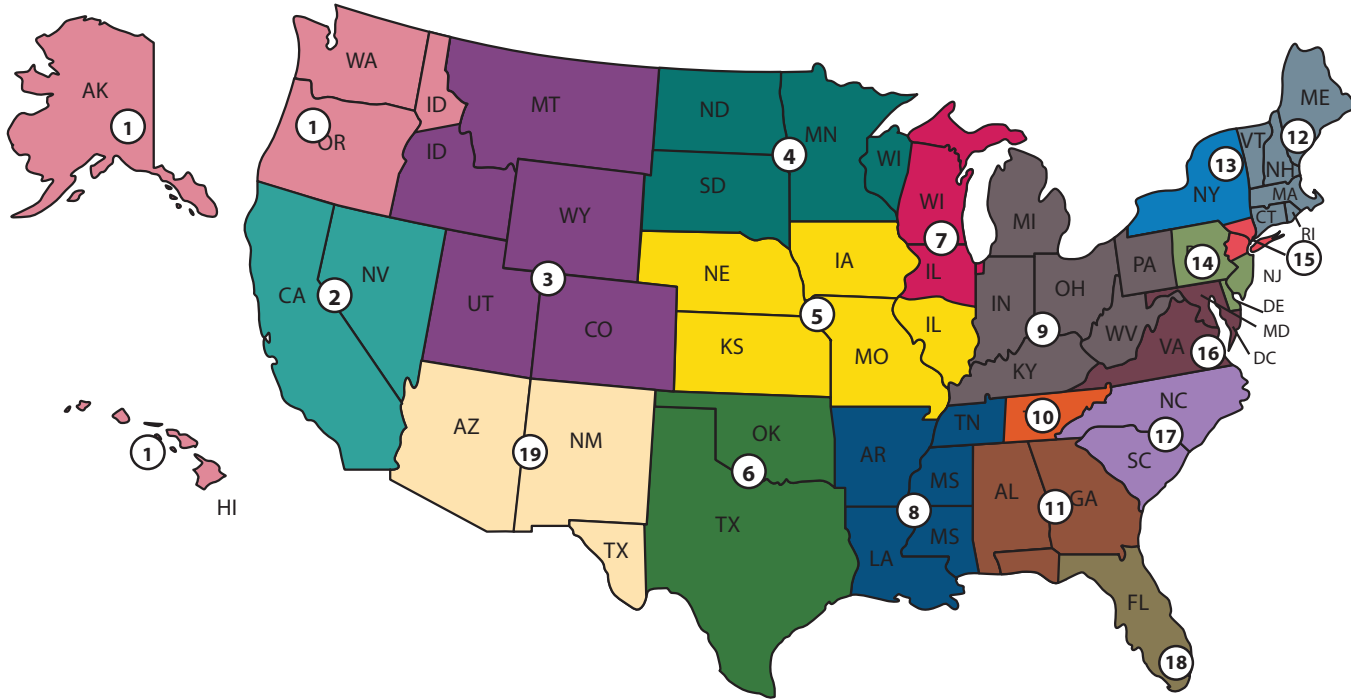 AK
1
WA
ID
MT
ND
MN
ME
1
OR
ID
4
WI
12
VT
13
NH
SD
NY
MA
WY
WI
MI
CT
RI
7
15
14
PA
NJ
NV
3
NE
IA
IL
CA
2
UT
IN
OH
DE
CO
5
IL
9
WV
MD
KS
MO
VA
16
DC
KY
NC
AZ
NM
OK
TN
10
17
1
19
6
AR
SC
HI
MS
AL
GA
8
11
TX
MS
TX
LA
FL
18